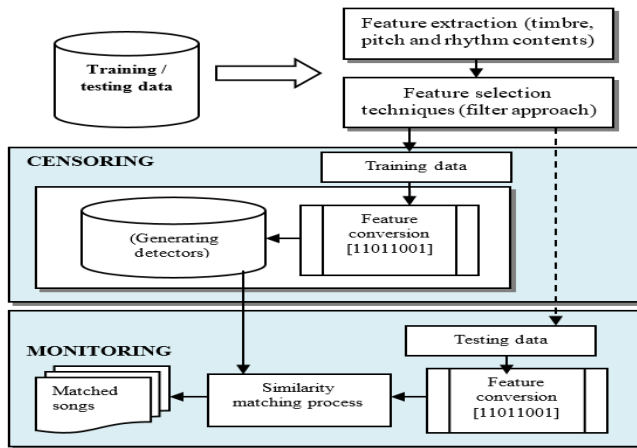 Training /
testing data
Feature extraction (timbre,
pitch and rhythm contents)
Feature selection
techniques (filter approach)
CENSORING
Training data
(Generating
detectors)
Feature
conversion
[11011001]
MONITORING
Testing data
Matched
songs
Similarity
matching process
Feature
conversion
[11011001]